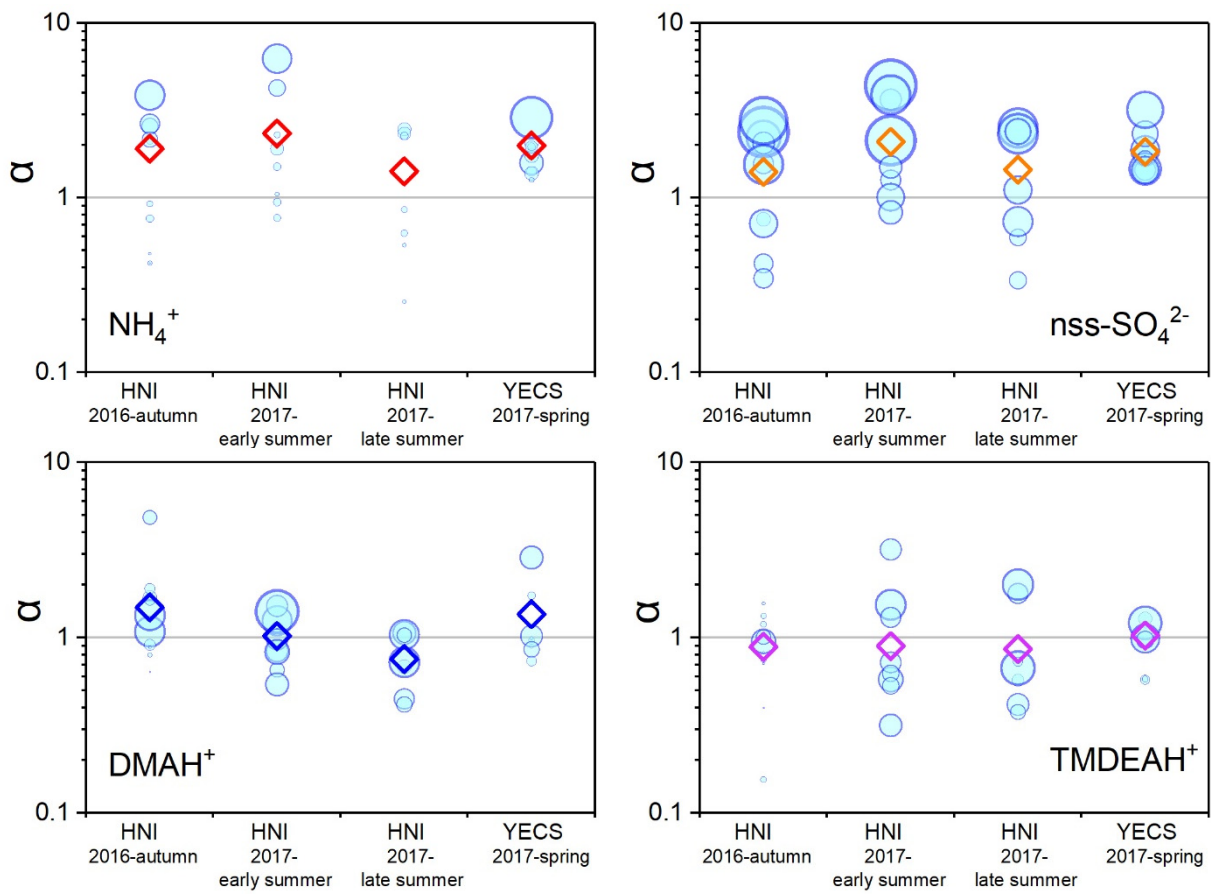 10
α
1
NH₄⁺
0.1
HNI
2016-autumn
HNI
2017-
early summer
HNI
2017-
late summer
YECS
2017-spring
10
α
1
nss-SO₄²⁻
0.1
HNI
2016-autumn
HNI
2017-
early summer
HNI
2017-
late summer
YECS
2017-spring
10
α
1
DMAH⁺
0.1
HNI
2016-autumn
HNI
2017-
early summer
HNI
2017-
late summer
YECS
2017-spring
10
α
1
TMDEAH⁺
0.1
HNI
2016-autumn
HNI
2017-
early summer
HNI
2017-
late summer
YECS
2017-spring